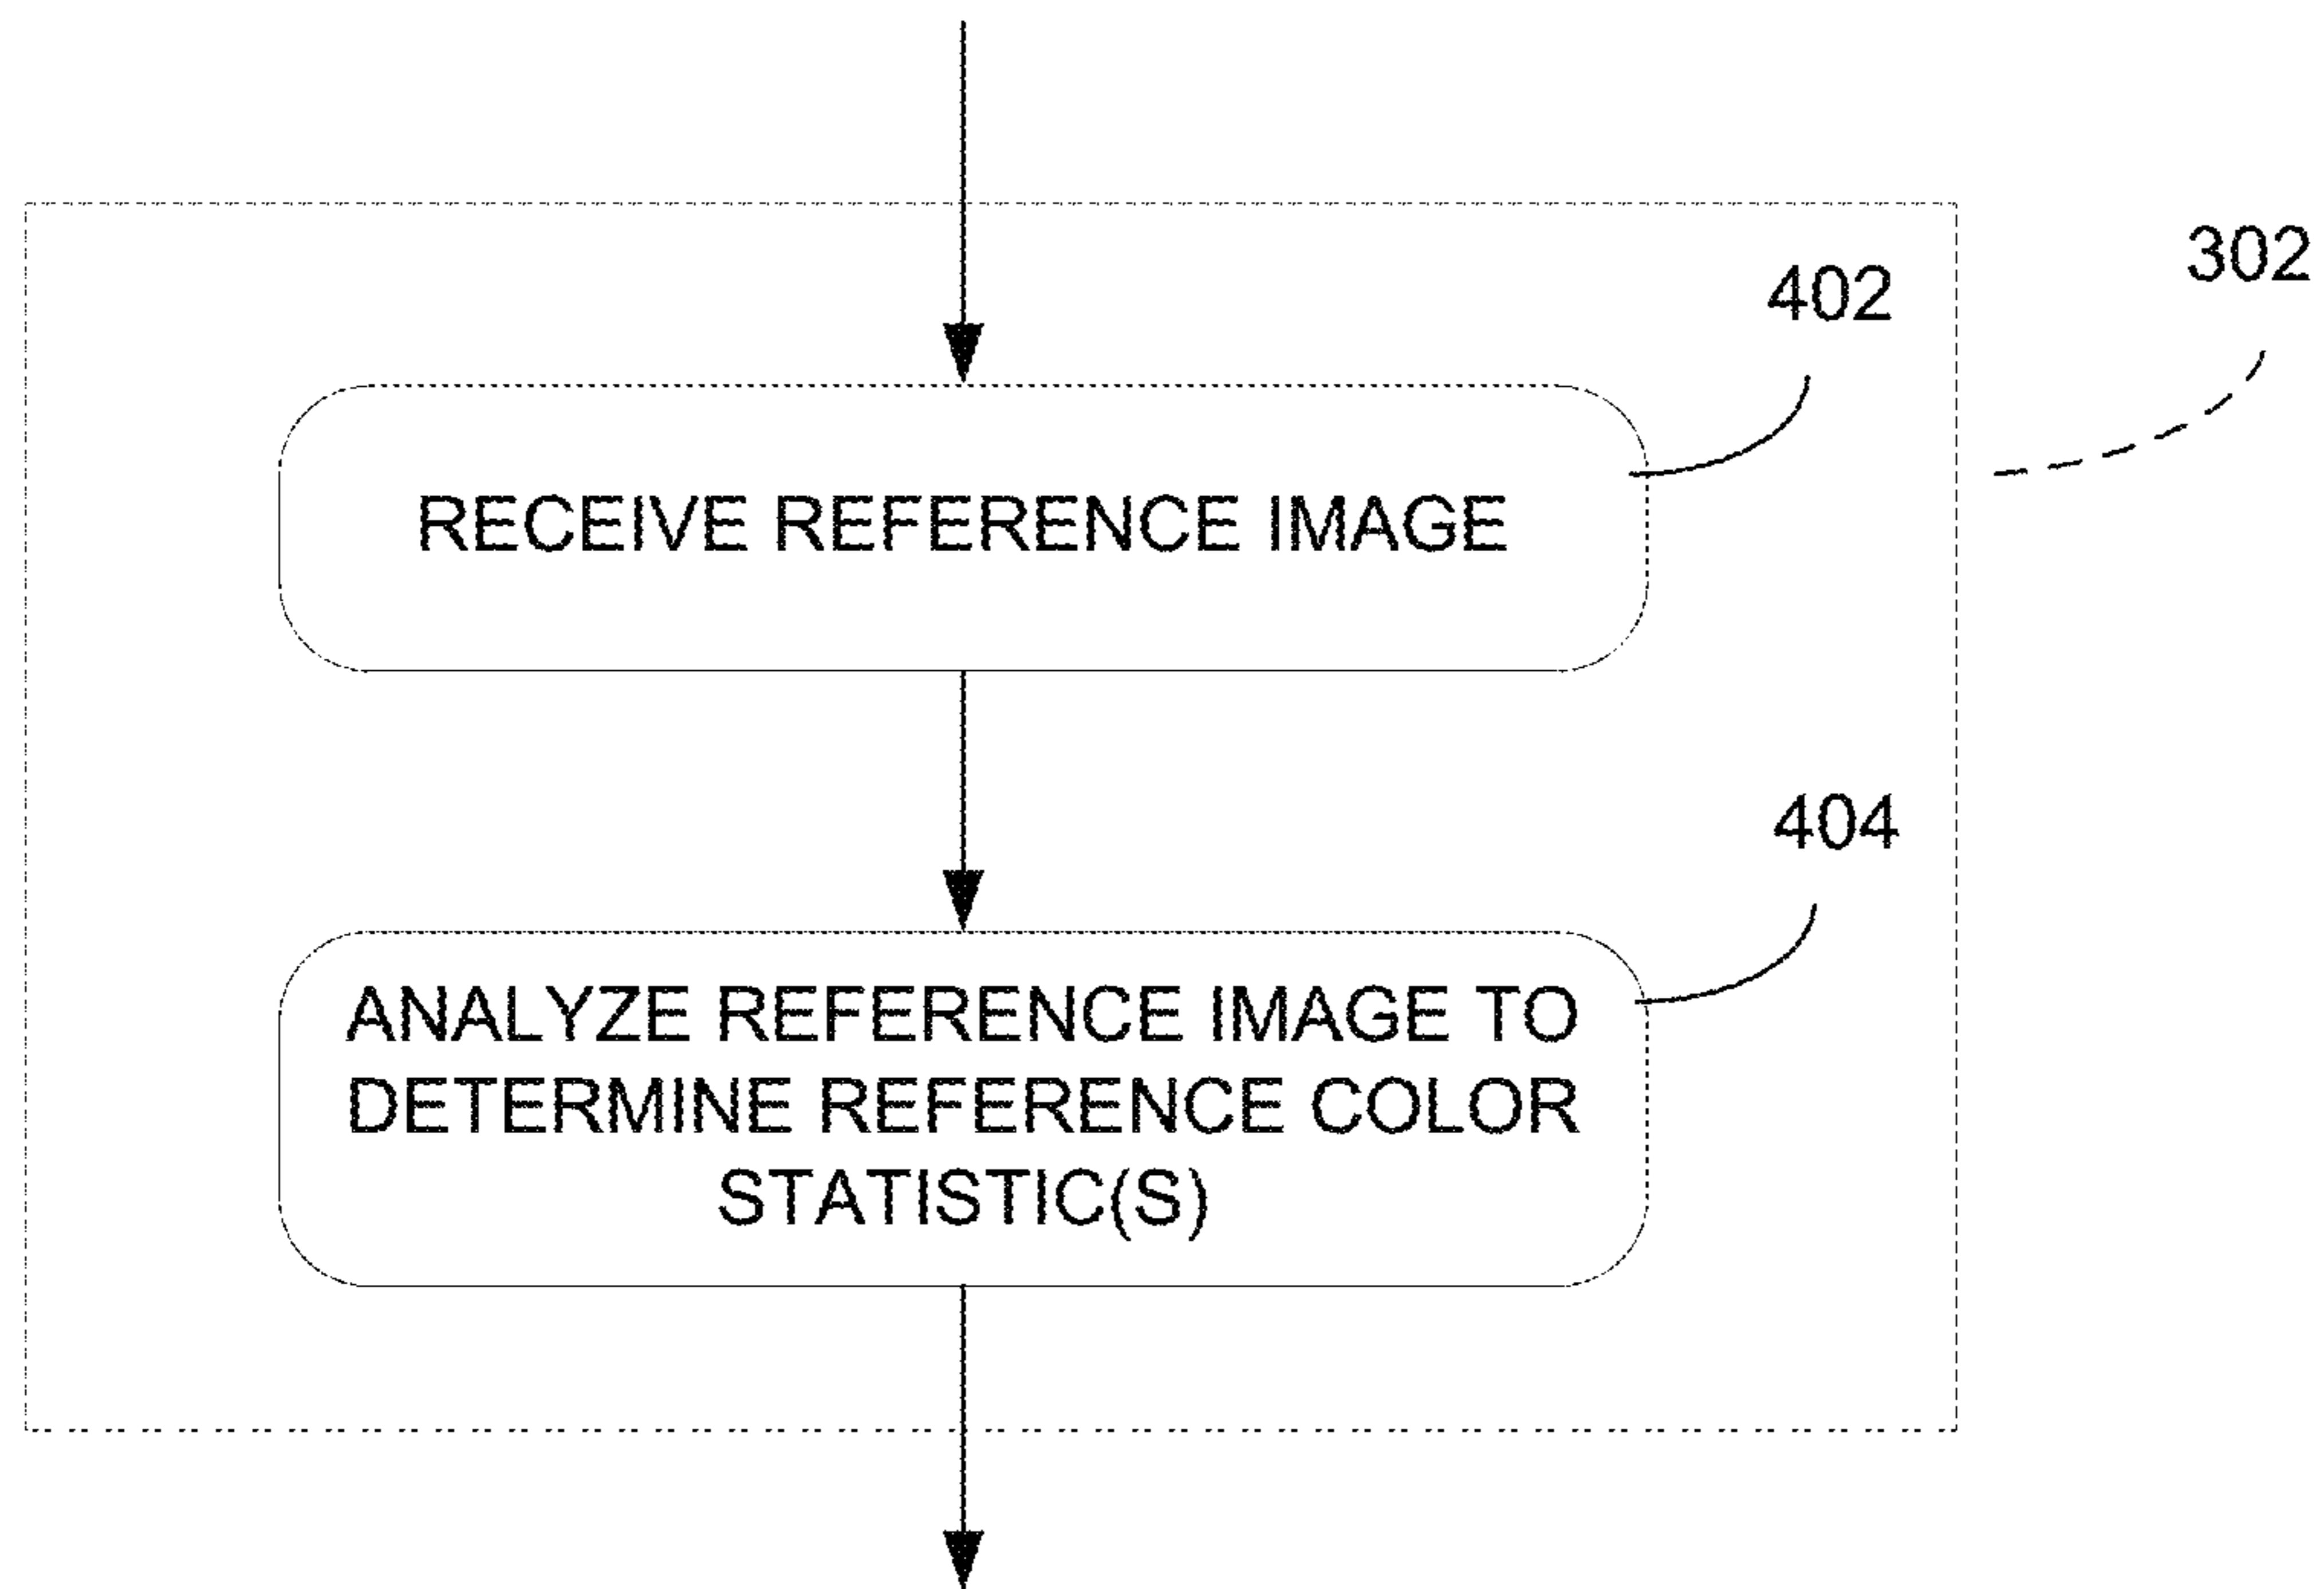 302
402
RECEIVE REFERENCE IMAGE
404
ANALYZE REFERENCE IMAGE TO
DETERMINE REFERENCE COLOR
STATISTIC(S)